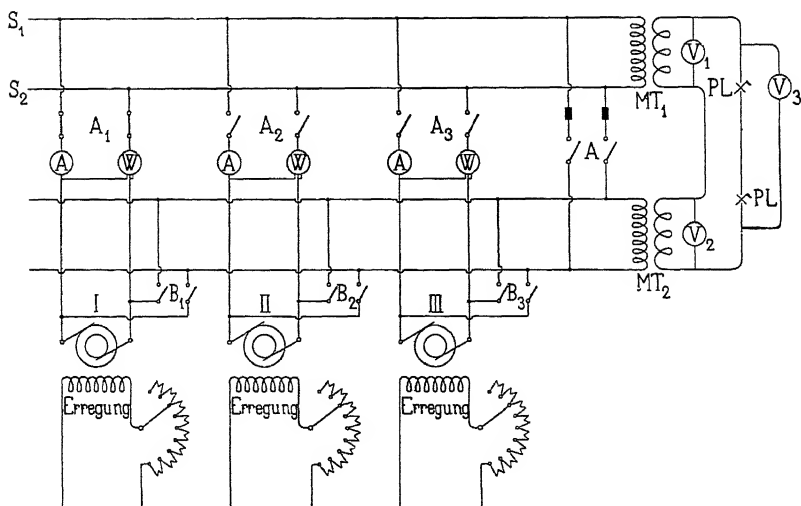 S₁
V₁
S₂
MT₁
PL
V₃
A₁
A₂
A₃
A
A
W
A
W
A
W
PL
V₂
MT₂
B₁
B₂
B₃
I
II
III
Erregung
Erregung
Erregung